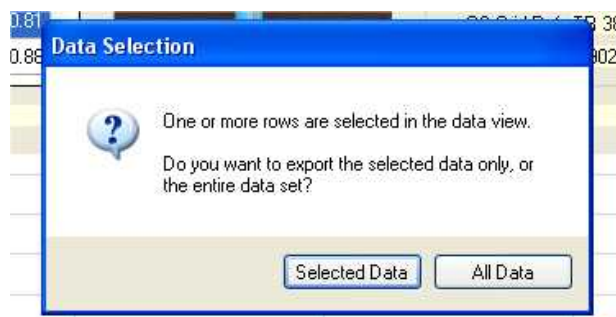 0.81
0.88
Data Selection
One or more rows are selected in the data view.
Do you want to export the selected data only, or
the entire data set?
Selected Data
All Data